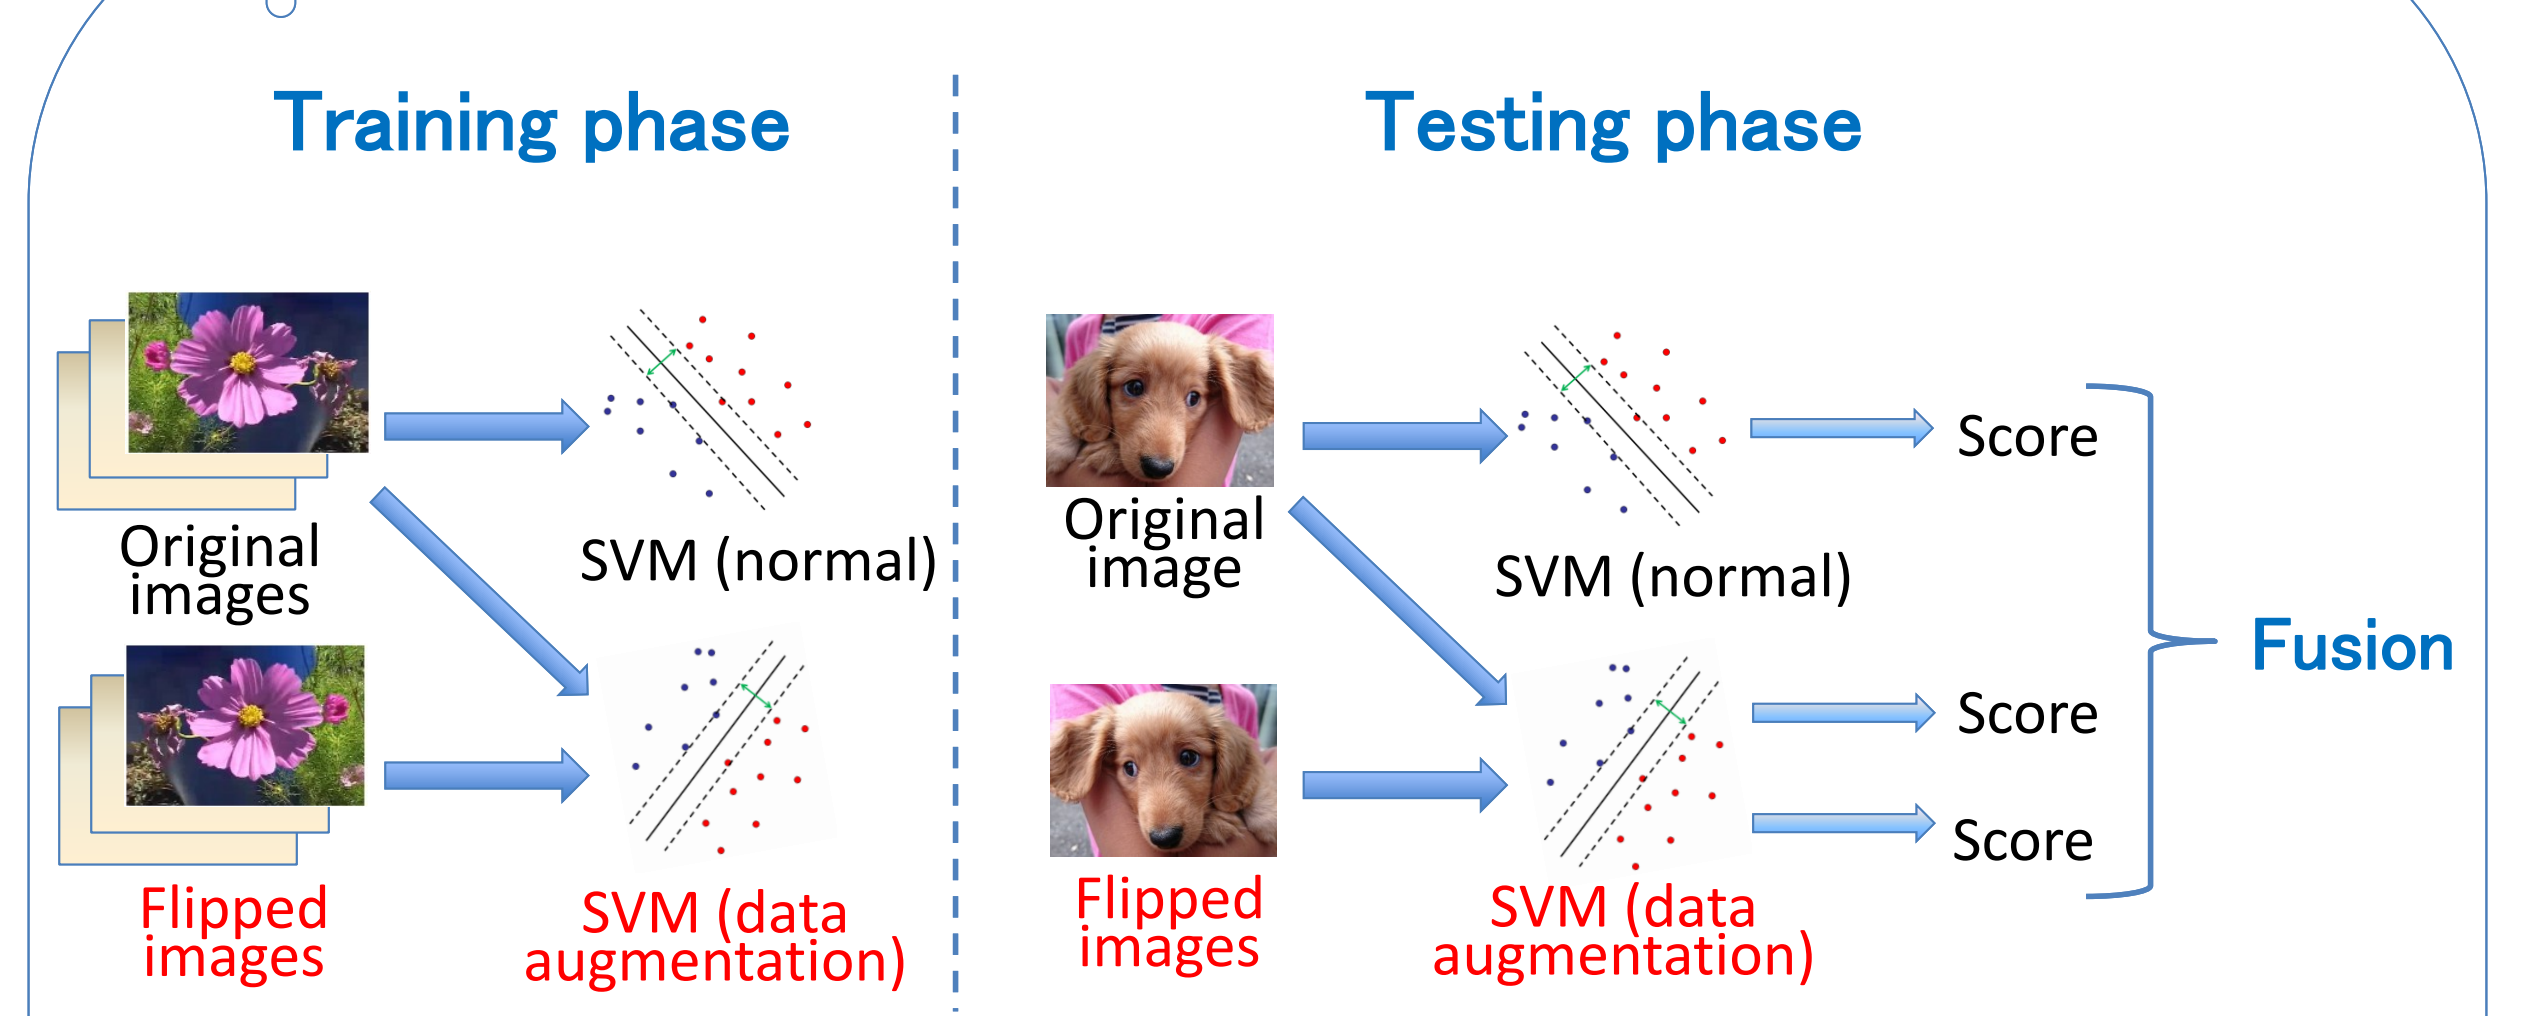 Training phase
Original
images
SVM (normal)
Flipped
images
SVM (data
augmentation)
Testing phase
Original
image
SVM (normal)
Score
Flipped
images
SVM (data
augmentation)
Score
Score
Fusion